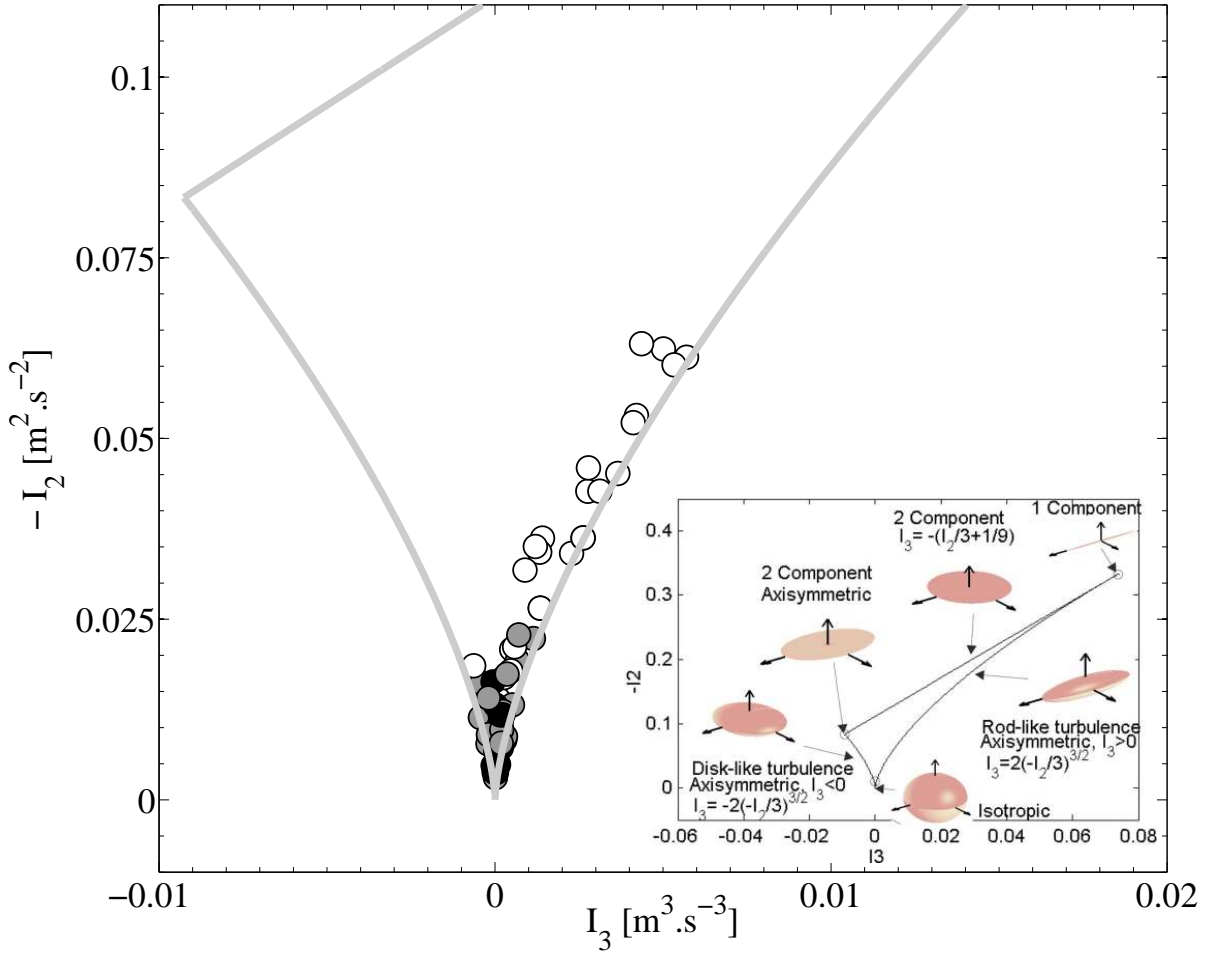 0.1
0.075
0.05
0.025
0
−0.01
0
0.01
0.02
− I₂ [m².s⁻²]
I₃ [m³.s⁻³]
1 Component
2 Component
I₃= -(I₂/3+1/9)
2 Component
Axisymmetric
Rod-like turbulence
Axisymmetric, I₃>0
I₃=2(-I₂/3)³/²
Disk-like turbulence
Axisymmetric, I₃<0
I₃= -2(-I₂/3)³/²
Isotropic
0.4
0.3
0.2
0.1
0
-I2
-0.06 -0.04 -0.02 0 0.02 0.04 0.06 0.08
I3